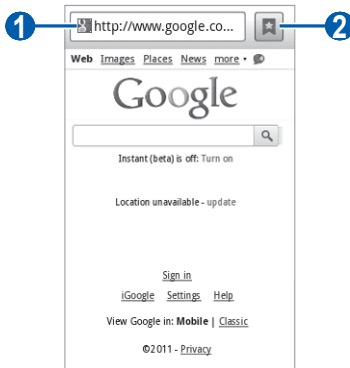 1 http://www.google.co... 2
Web Images Places News more
Google
Instant (beta) is off: Turn on
Location unavailable - update
Sign in
iGoogle Settings Help
View Google in: Mobile | Classic
©2011 - Privacy